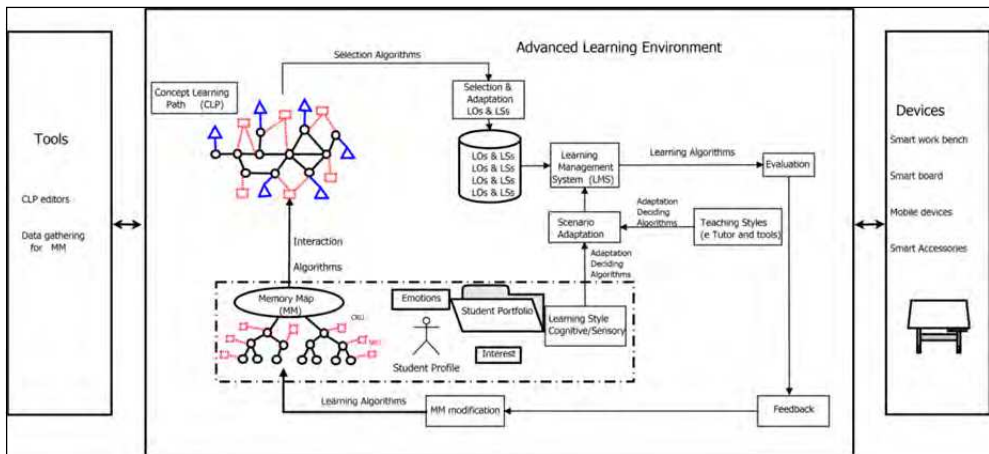 Advanced Learning Environment
Tools
CLP editors
Data gathering
for MM
Concept Learning
Path (CLP)
Selection Algorithms
Selection &
Adaptation
LOs & LSs
LOs & LSs
LOs & LSs
LOs & LSs
LOs & LSs
Learning
Management
System (LMS)
Learning Algorithms
Evaluation
Scenario
Adaptation
Adaptation
Deciding
Algorithms
Teaching Styles
(e Tutor and tools)
Interaction
Algorithms
Adaptation
Deciding
Algorithms
Memory Map
(MM)
Emotions
Student Portfolio
Learning Style
Cognitive/Sensory
Student Profile
Interest
Learning Algorithms
MM modification
Feedback
Devices
Smart work bench
Smart board
Mobile devices
Smart Accessories